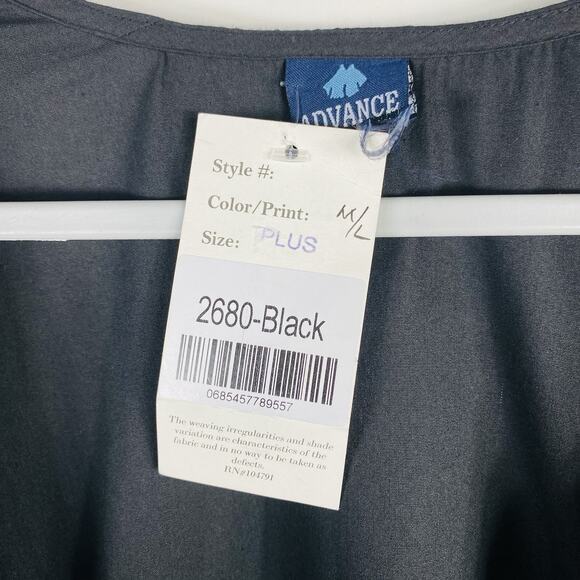 ADVANCE
Style #:
Color/Print: M/L
Size: PLUS
2680-Black
0685457789557
The weaving irregularities and shade
variation are characteristics of the
fabric and in no way to be taken as
defects.
RN#104791